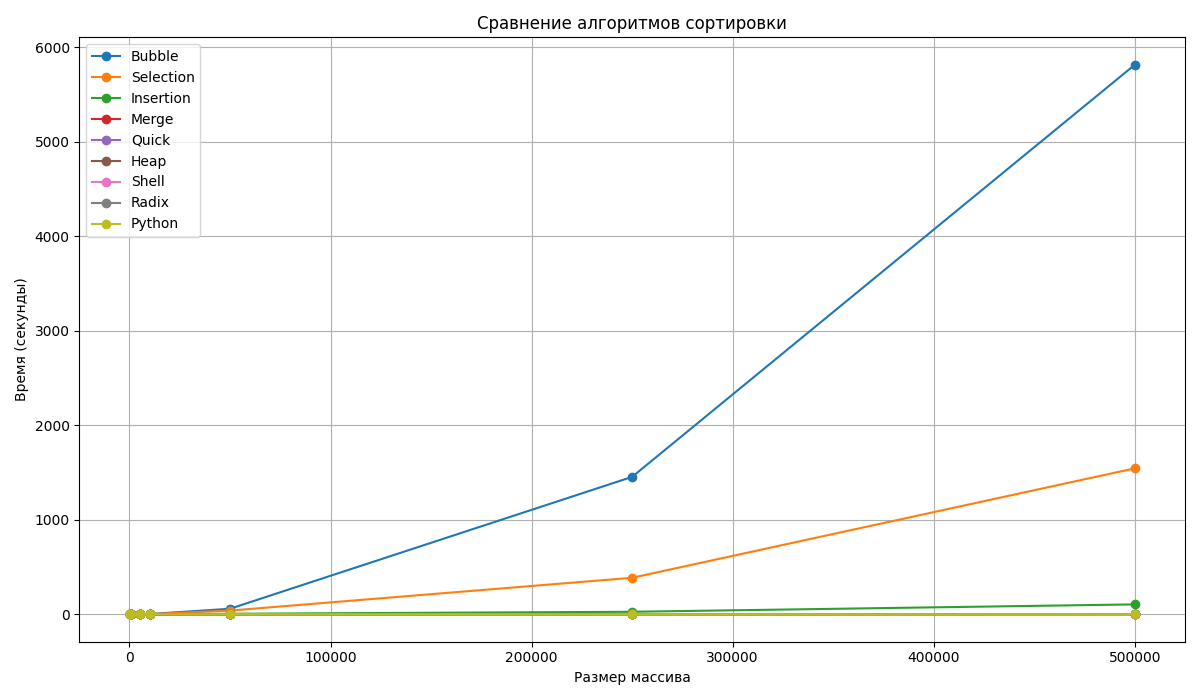 Сравнение алгоритмов сортировки
Bubble
Selection
Insertion
Merge
Quick
Heap
Shell
Radix
Python
6000
5000
4000
3000
2000
1000
0
Время (секунды)
0 100000 200000 300000 400000 500000
Размер массива